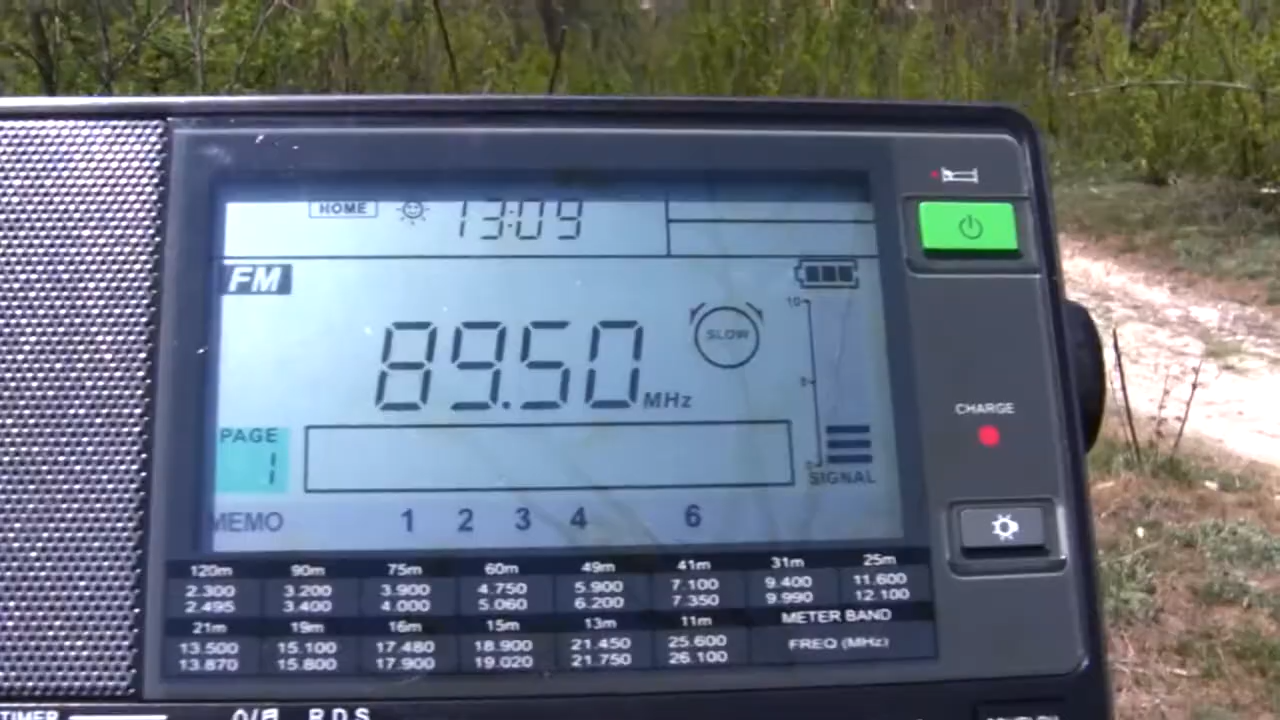 HOME 13:09
FM
10
SLOW
89.50 MHz
5
PAGE
1
0
SIGNAL
MEMO 1 2 3 4 6
CHARGE
120m 90m 75m 60m 49m 41m 31m 25m
2.300 3.200 3.900 4.750 5.900 7.100 9.400 11.600
2.495 3.400 4.000 5.060 6.200 7.350 9.990 12.100
21m 19m 16m 15m 13m 11m METER BAND
13.500 15.100 17.480 18.900 21.450 25.600 FREQ (MHz)
13.870 15.800 17.900 19.020 21.750 26.100
TIMER R.D.S